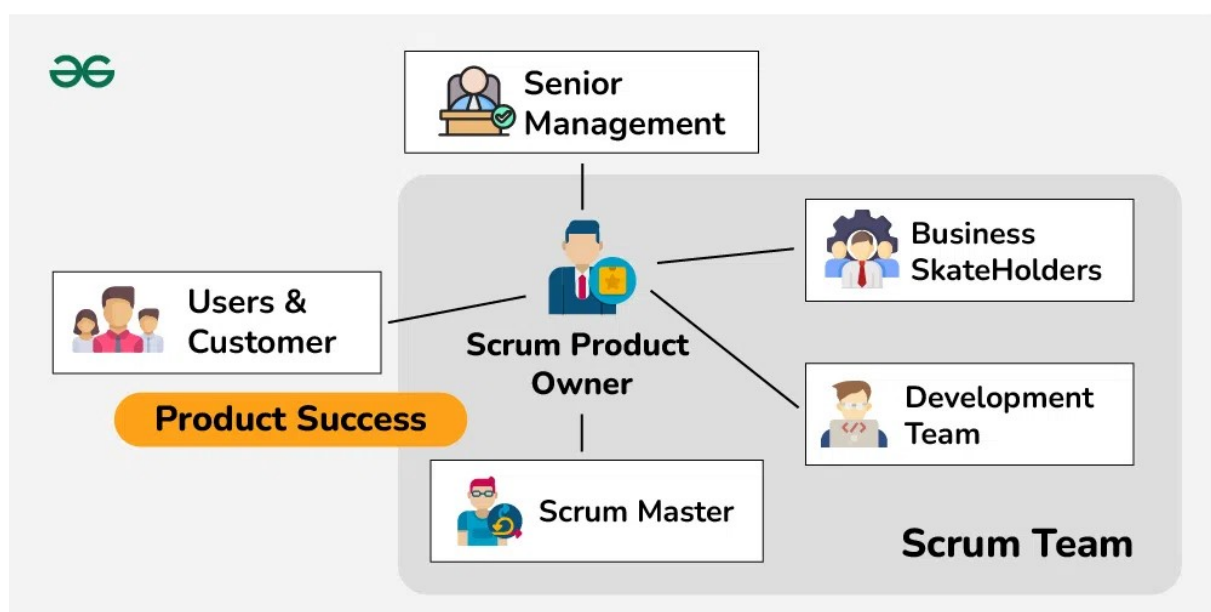 Senior
Management
Business
SkateHolders
Users &
Customer
Scrum Product
Owner
Product Success
Development
Team
Scrum Master
Scrum Team